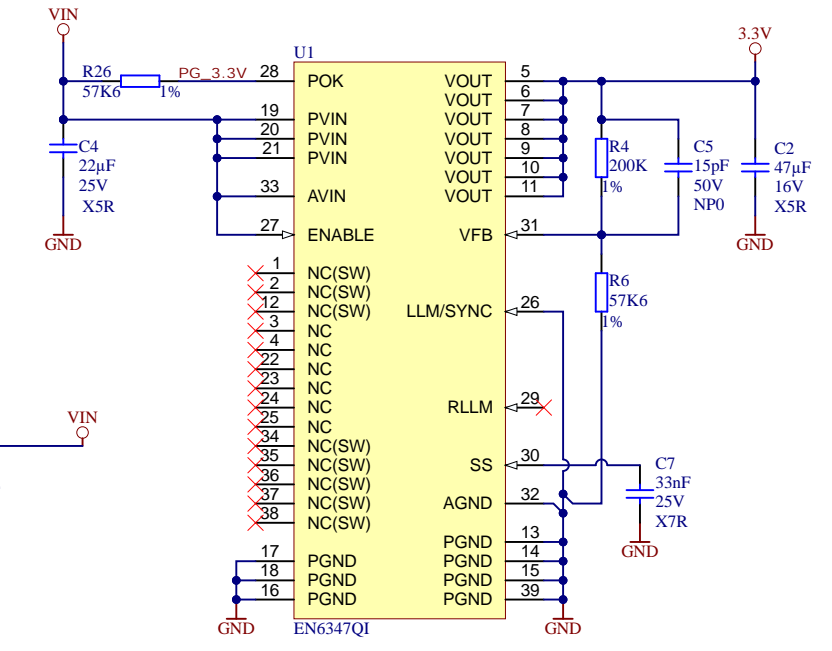 VIN
3.3V
U1
R26
57K6
1%
PG_3.3V
28
POK
VOUT
5
VOUT
6
19
PVIN
VOUT
7
20
PVIN
VOUT
8
21
PVIN
VOUT
9
VOUT
10
33
AVIN
VOUT
11
27
ENABLE
VFB
31
C4
22µF
25V
X5R
GND
R4
200K
1%
C5
15pF
50V
NP0
C2
47µF
16V
X5R
GND
1
NC(SW)
2
NC(SW)
12
NC(SW)
LLM/SYNC
26
3
NC
4
NC
22
NC
23
NC
24
NC
RLLM
29
25
NC
34
NC(SW)
35
NC(SW)
SS
30
36
NC(SW)
37
NC(SW)
AGND
32
38
NC(SW)
PGND
13
17
PGND
PGND
14
18
PGND
PGND
15
16
PGND
PGND
39
R6
57K6
1%
VIN
C7
33nF
25V
X7R
GND
GND
EN6347QI
GND